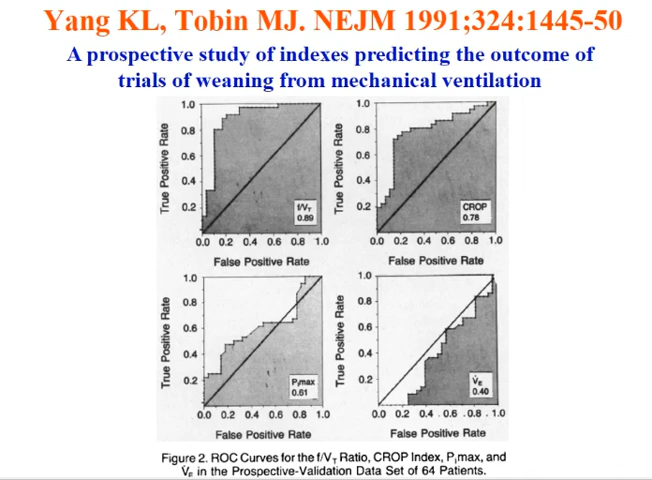 Yang KL, Tobin MJ. NEJM 1991;324:1445-50
A prospective study of indexes predicting the outcome of
trials of weaning from mechanical ventilation
True Positive Rate
1.0
0.8
0.6
0.4
0.2
f/VT
0.89
0.0 0.2 0.4 0.6 0.8 1.0
False Positive Rate
True Positive Rate
1.0
0.8
0.6
0.4
0.2
CROP
0.78
0.0 0.2 0.4 0.6 0.8 1.0
False Positive Rate
True Positive Rate
1.0
0.8
0.6
0.4
0.2
PImax
0.61
0.0 0.2 0.4 0.6 0.8 1.0
False Positive Rate
True Positive Rate
1.0
0.8
0.6
0.4
0.2
V̇E
0.40
0.0 0.2 0.4 .0.6 .0.8 .1.0
False Positive Rate
Figure 2. ROC Curves for the f/VT Ratio, CROP Index, PImax, and
V̇E in the Prospective-Validation Data Set of 64 Patients.